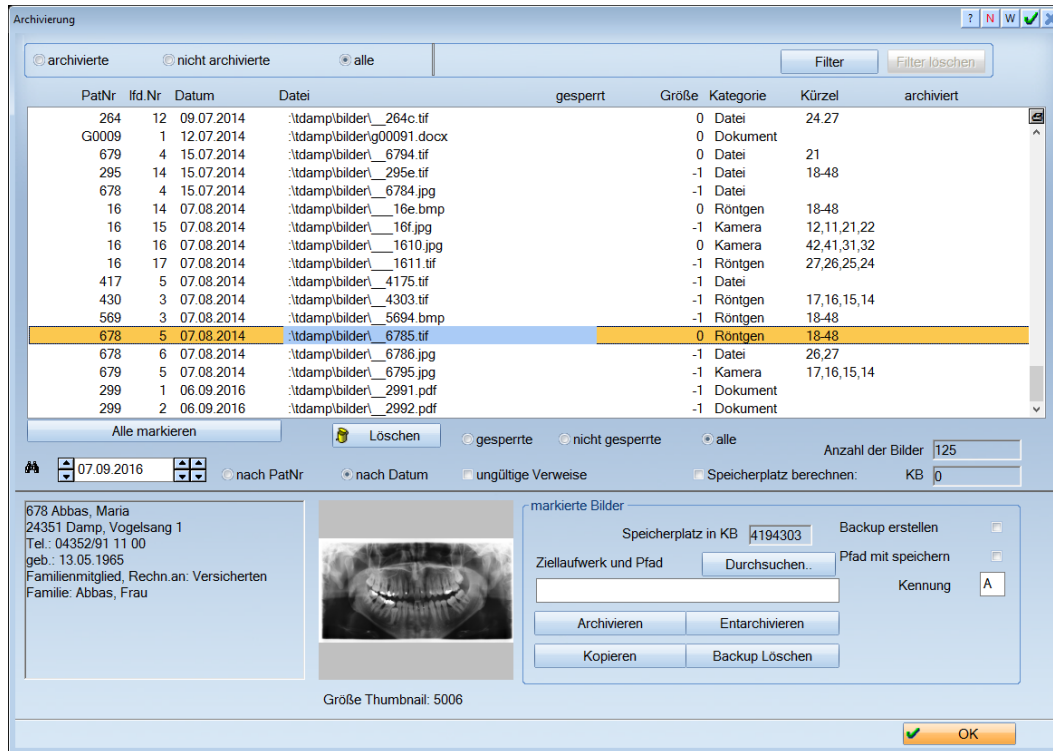 Archivierung ? N W
archivierte nicht archivierte alle Filter Filter löschen
PatNr lfd.Nr Datum Datei gesperrt Größe Kategorie Kürzel archiviert
264 12 09.07.2014 :\tdamp\bilder\__264c.tif 0 Datei 24.27
G0009 1 12.07.2014 :\tdamp\bilder\g00091.docx 0 Dokument
679 4 15.07.2014 :\tdamp\bilder\__6794.tif 0 Datei 21
295 14 15.07.2014 :\tdamp\bilder\__295e.tif -1 Datei 18-48
678 4 15.07.2014 :\tdamp\bilder\__6784.jpg -1 Datei
16 14 07.08.2014 :\tdamp\bilder\___16e.bmp 0 Röntgen 18-48
16 15 07.08.2014 :\tdamp\bilder\___16f.jpg -1 Kamera 12,11,21,22
16 16 07.08.2014 :\tdamp\bilder\___1610.jpg 0 Kamera 42,41,31,32
16 17 07.08.2014 :\tdamp\bilder\___1611.tif -1 Röntgen 27,26,25,24
417 5 07.08.2014 :\tdamp\bilder\__4175.tif -1 Datei
430 3 07.08.2014 :\tdamp\bilder\__4303.tif -1 Röntgen 17,16,15,14
569 3 07.08.2014 :\tdamp\bilder\__5694.bmp -1 Röntgen 18-48
678 5 07.08.2014 :\tdamp\bilder\__6785.tif 0 Röntgen 18-48
678 6 07.08.2014 :\tdamp\bilder\__6786.jpg -1 Datei 26,27
679 5 07.08.2014 :\tdamp\bilder\__6795.jpg -1 Kamera 17,16,15,14
299 1 06.09.2016 :\tdamp\bilder\__2991.pdf -1 Dokument
299 2 06.09.2016 :\tdamp\bilder\__2992.pdf -1 Dokument
Alle markieren Löschen gesperrte nicht gesperrte alle Anzahl der Bilder 125
07.09.2016 nach PatNr nach Datum ungültige Verweise Speicherplatz berechnen: KB 0
678 Abbas, Maria
24351 Damp, Vogelsang 1
Tel.: 04352/91 11 00
geb.: 13.05.1965
Familienmitglied, Rechn.an: Versicherten
Familie: Abbas, Frau
Größe Thumbnail: 5006
markierte Bilder
Speicherplatz in KB 4194303 Backup erstellen
Ziellaufwerk und Pfad Durchsuchen.. Pfad mit speichern
Kennung A
Archivieren Entarchivieren
Kopieren Backup Löschen
OK